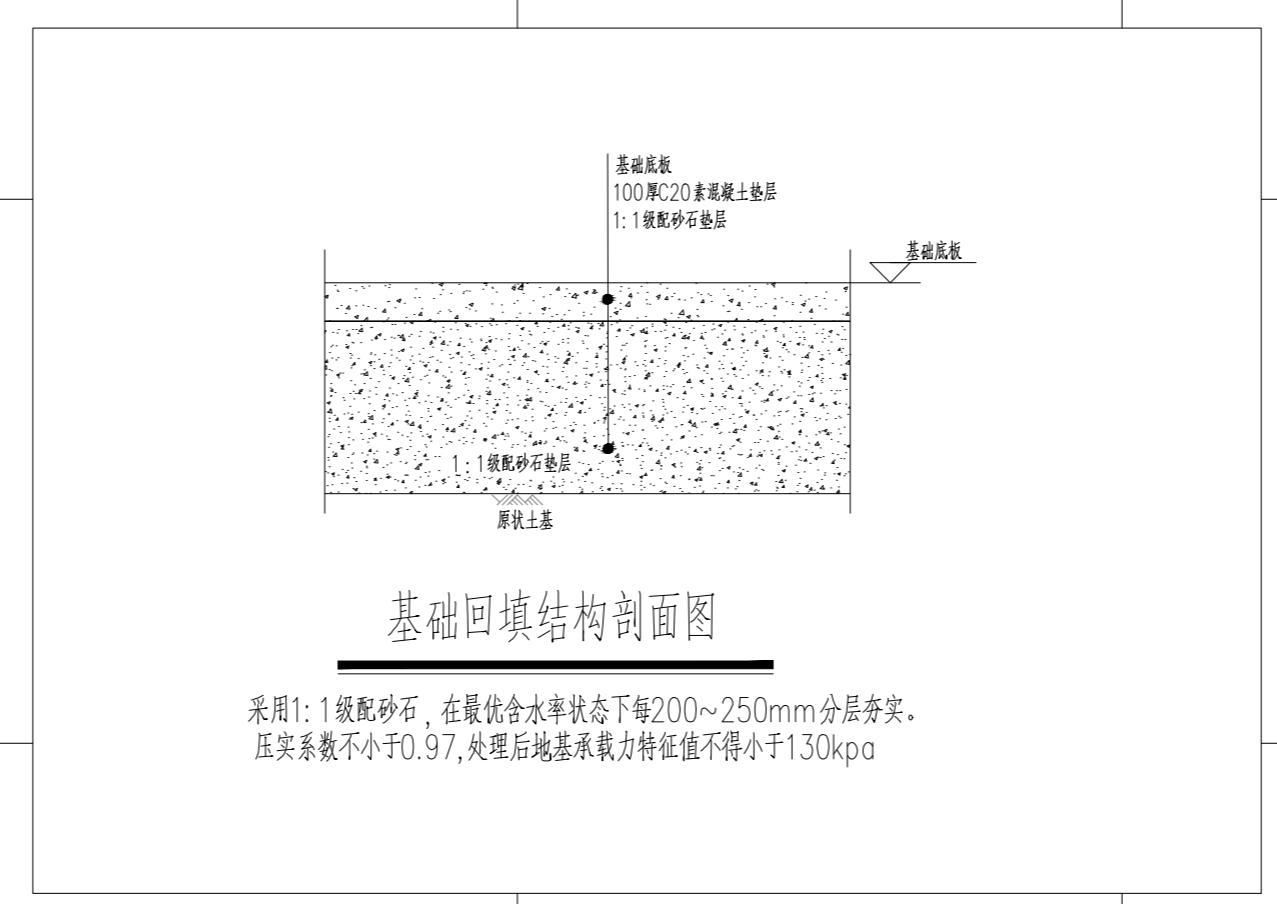 基础底板
100厚C20素混凝土垫层
1:1级配砂石垫层
基础底板
1:1级配砂石垫层
原状土基
基础回填结构剖面图
采用1:1级配砂石,在最优含水率状态下每200~250mm分层夯实。
压实系数不小于0.97,处理后地基承载力特征值不得小于130kpa